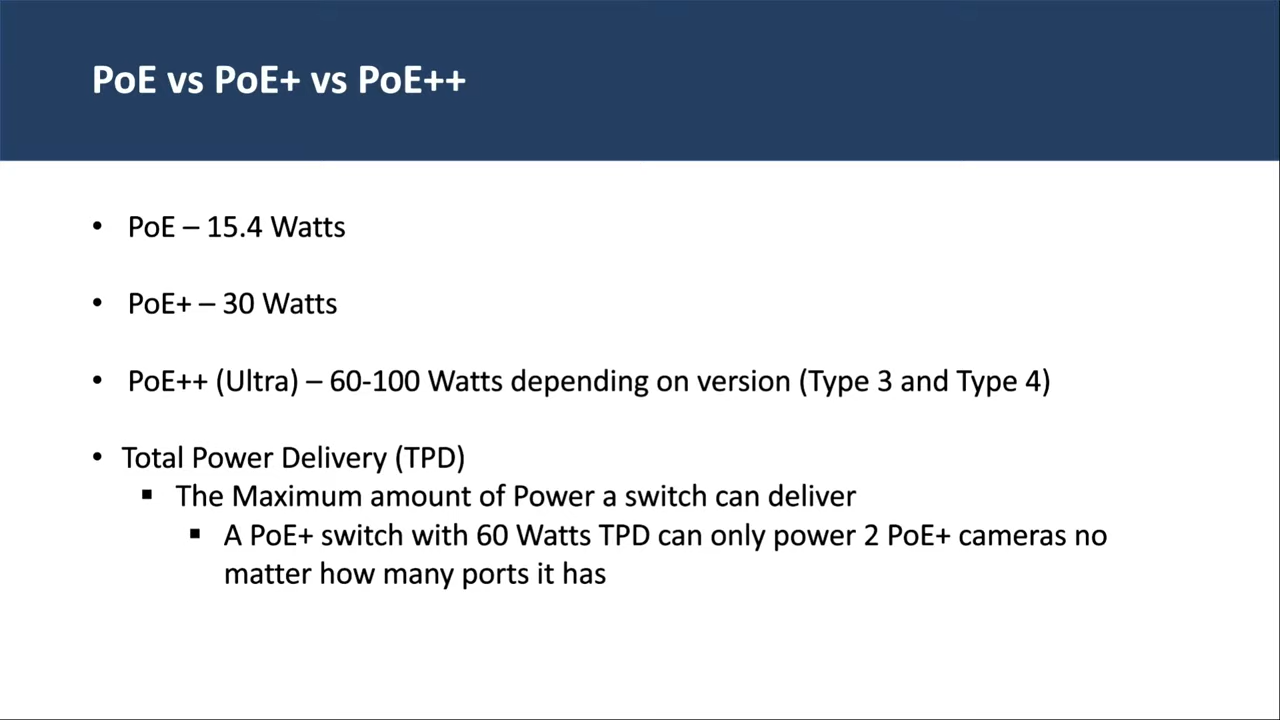 PoE vs PoE+ vs PoE++
• PoE – 15.4 Watts
• PoE+ – 30 Watts
• PoE++ (Ultra) – 60-100 Watts depending on version (Type 3 and Type 4)
• Total Power Delivery (TPD)
▪ The Maximum amount of Power a switch can deliver
▪ A PoE+ switch with 60 Watts TPD can only power 2 PoE+ cameras no
matter how many ports it has